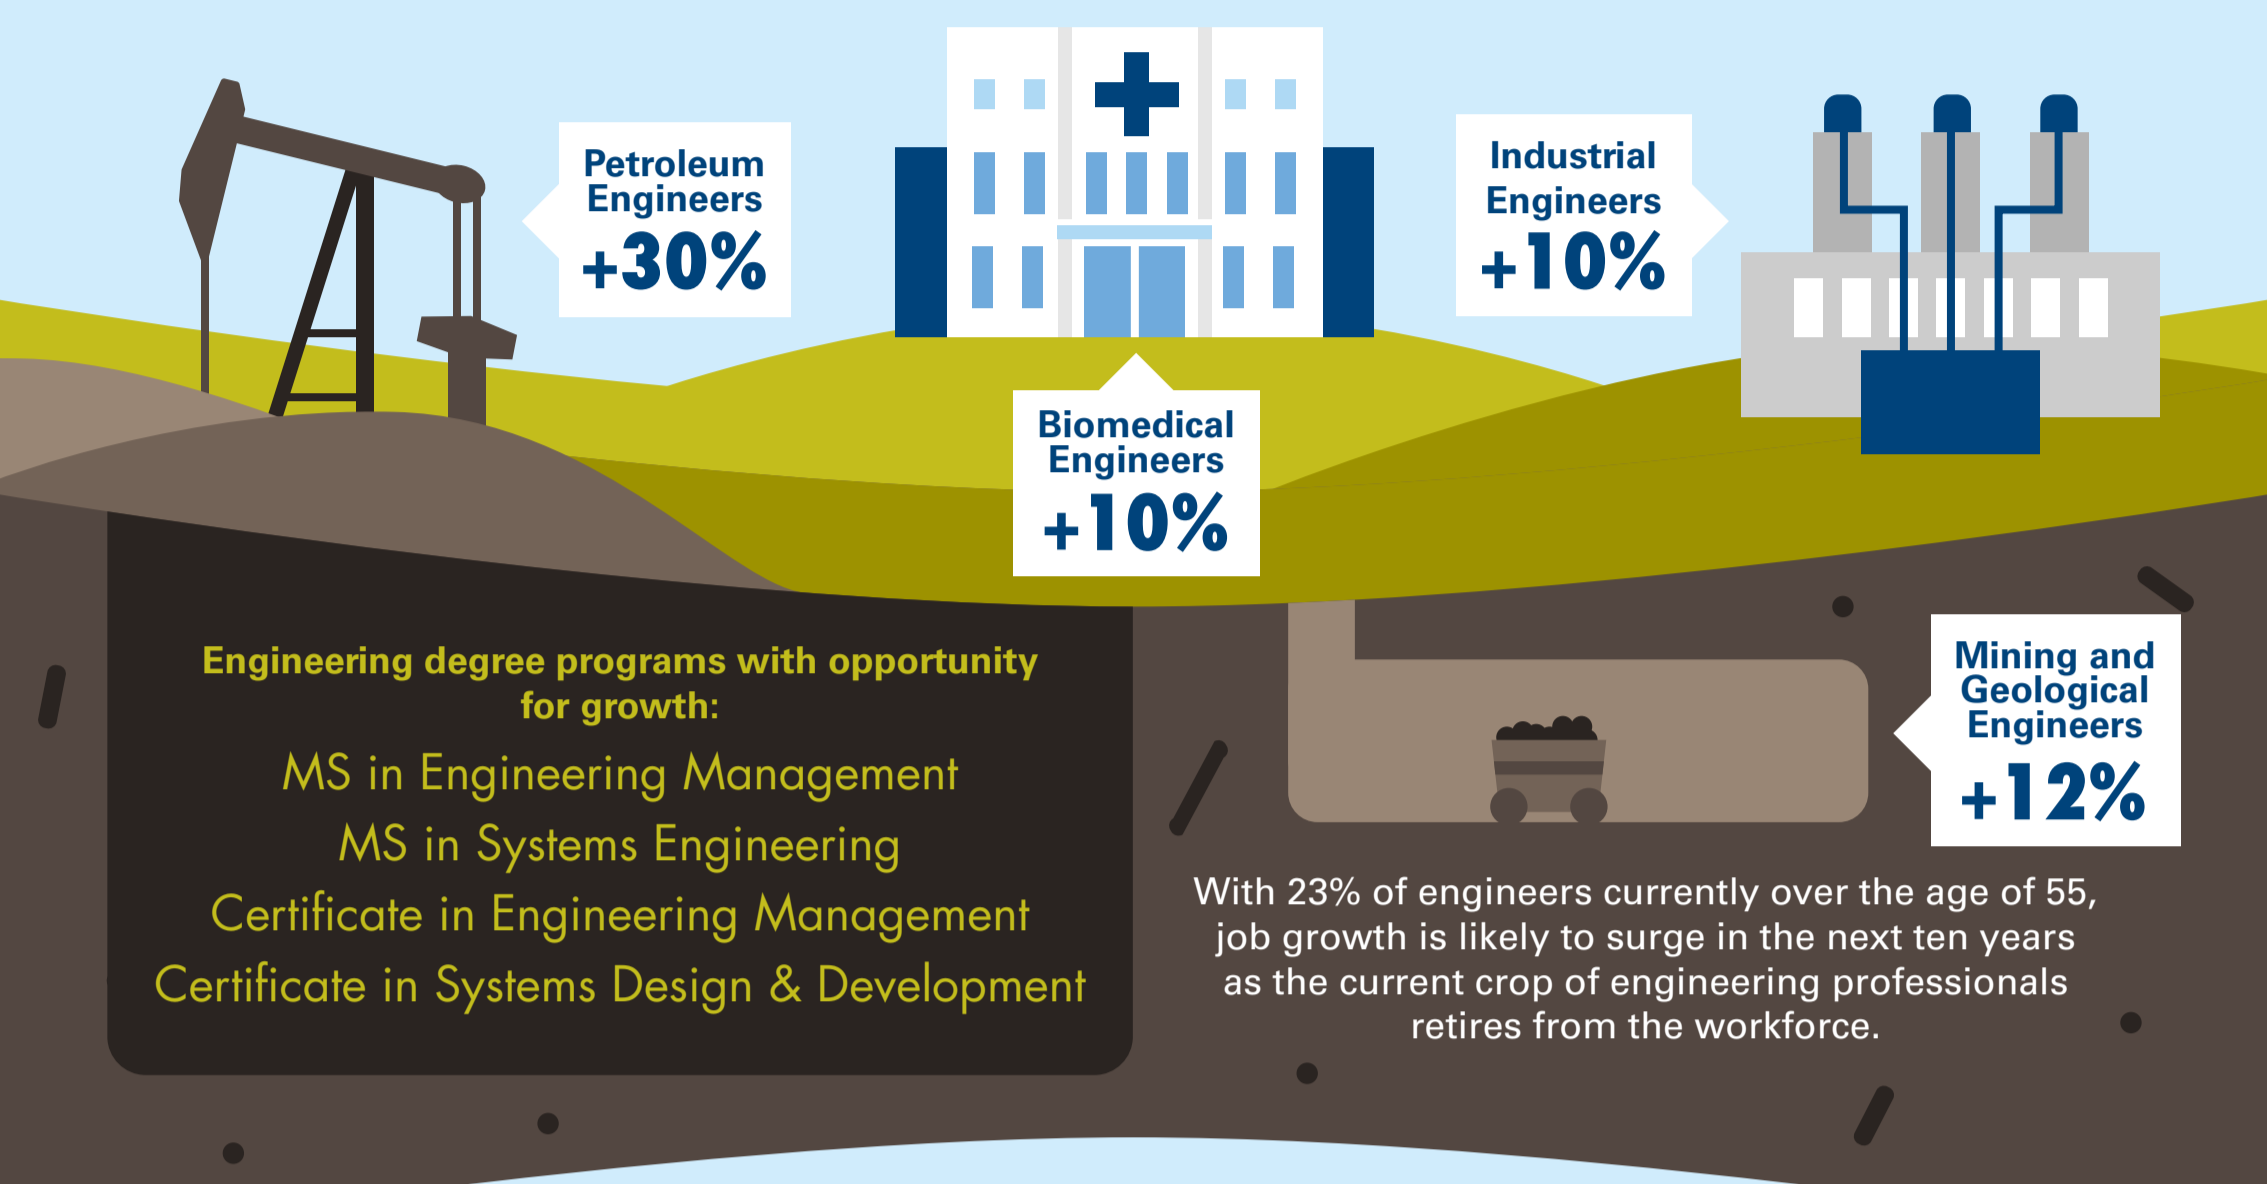 Petroleum
Engineers
+30%
Industrial
Engineers
+10%
Biomedical
Engineers
+10%
Engineering degree programs with opportunity
for growth:
MS in Engineering Management
MS in Systems Engineering
Certificate in Engineering Management
Certificate in Systems Design & Development
Mining and
Geological
Engineers
+12%
With 23% of engineers currently over the age of 55,
job growth is likely to surge in the next ten years
as the current crop of engineering professionals
retires from the workforce.